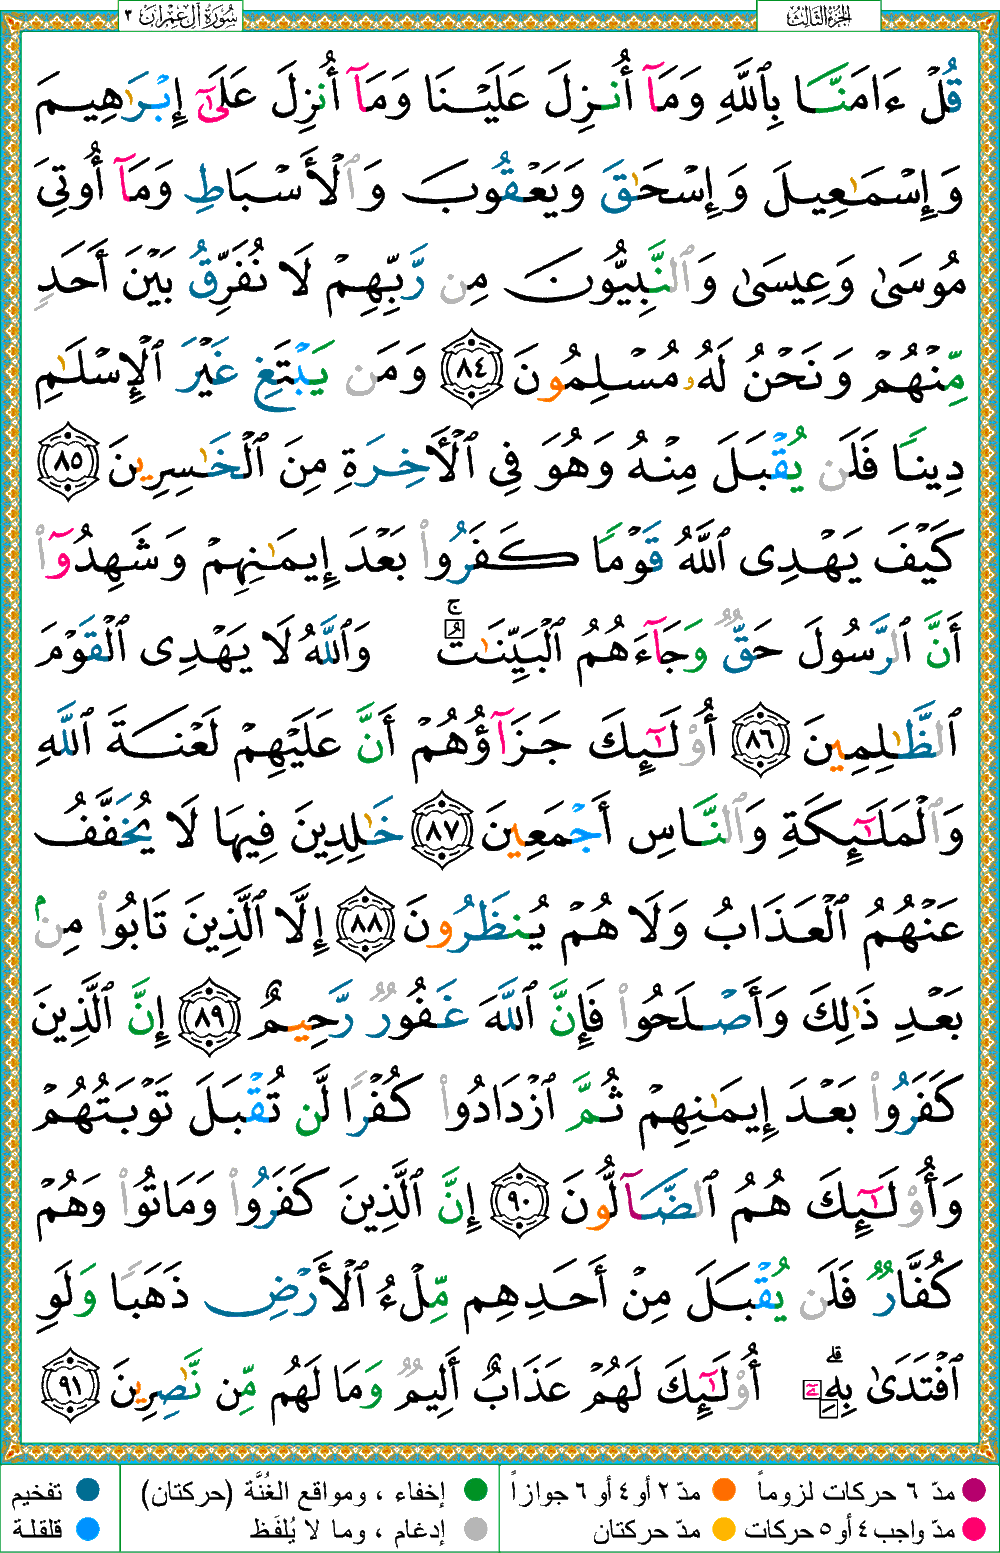 سُورَةُ آلِ عِمْرَانَ ٣
الجُزْءُ الثَّالِثُ
قُلْ ءَامَنَّا بِٱللَّهِ وَمَآ أُنزِلَ عَلَيْنَا وَمَآ أُنزِلَ عَلَىٰٓ إِبْرَٰهِيمَ
وَإِسْمَٰعِيلَ وَإِسْحَٰقَ وَيَعْقُوبَ وَٱلْأَسْبَاطِ وَمَآ أُوتِىَ
مُوسَىٰ وَعِيسَىٰ وَٱلنَّبِيُّونَ مِن رَّبِّهِمْ لَا نُفَرِّقُ بَيْنَ أَحَدٍ
مِّنْهُمْ وَنَحْنُ لَهُۥ مُسْلِمُونَ ٨٤ وَمَن يَبْتَغِ غَيْرَ ٱلْإِسْلَٰمِ
دِينًا فَلَن يُقْبَلَ مِنْهُ وَهُوَ فِى ٱلْأَخِرَةِ مِنَ ٱلْخَٰسِرِينَ ٨٥
كَيْفَ يَهْدِى ٱللَّهُ قَوْمًا كَفَرُوا۟ بَعْدَ إِيمَٰنِهِمْ وَشَهِدُوٓا۟
أَنَّ ٱلرَّسُولَ حَقٌّ وَجَآءَهُمُ ٱلْبَيِّنَٰتُ ۚ وَٱللَّهُ لَا يَهْدِى ٱلْقَوْمَ
ٱلظَّٰلِمِينَ ٨٦ أُو۟لَٰٓئِكَ جَزَآؤُهُمْ أَنَّ عَلَيْهِمْ لَعْنَةَ ٱللَّهِ
وَٱلْمَلَٰٓئِكَةِ وَٱلنَّاسِ أَجْمَعِينَ ٨٧ خَٰلِدِينَ فِيهَا لَا يُخَفَّفُ
عَنْهُمُ ٱلْعَذَابُ وَلَا هُمْ يُنظَرُونَ ٨٨ إِلَّا ٱلَّذِينَ تَابُوا۟ مِنۢ
بَعْدِ ذَٰلِكَ وَأَصْلَحُوا۟ فَإِنَّ ٱللَّهَ غَفُورٌ رَّحِيمٌ ٨٩ إِنَّ ٱلَّذِينَ
كَفَرُوا۟ بَعْدَ إِيمَٰنِهِمْ ثُمَّ ٱزْدَادُوا۟ كُفْرًا لَّن تُقْبَلَ تَوْبَتُهُمْ
وَأُو۟لَٰٓئِكَ هُمُ ٱلضَّآلُّونَ ٩٠ إِنَّ ٱلَّذِينَ كَفَرُوا۟ وَمَاتُوا۟ وَهُمْ
كُفَّارٌ فَلَن يُقْبَلَ مِنْ أَحَدِهِم مِّلْءُ ٱلْأَرْضِ ذَهَبًا وَلَوِ
ٱفْتَدَىٰ بِهِۦٓ ۗ أُو۟لَٰٓئِكَ لَهُمْ عَذَابٌ أَلِيمٌ وَمَا لَهُم مِّن نَّٰصِرِينَ ٩١
مدّ ٦ حركات لزوماً مدّ ٢ أو ٤ أو ٦ جوازاً إخفاء ، ومواقع الغُنَّة (حركتان) تفخيم
مدّ واجب ٤ أو ٥ حركات مدّ حركتان إدغام ، وما لا يُلفَظ قلقلة